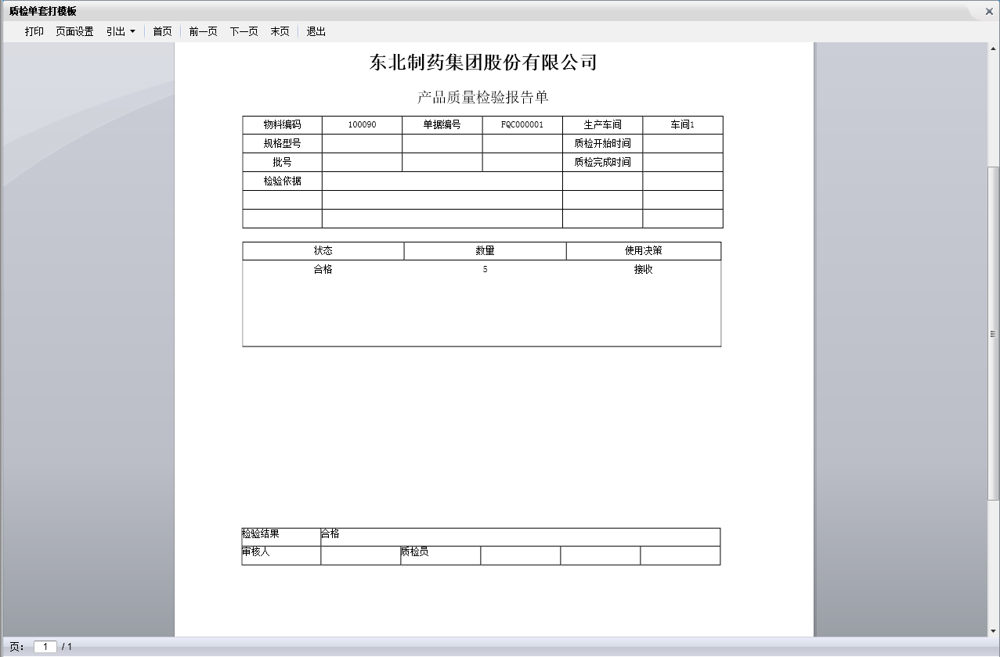 质检单套打模板
打印 页面设置 引出 首页 前一页 下一页 末页 退出
东北制药集团股份有限公司
产品质量检验报告单
物料编码 100090 单据编号 FQC000001 生产车间 车间1
规格型号 质检开始时间
批号 质检完成时间
检验依据
状态 数量 使用决策
合格 5 接收
检验结果 合格
审核人 质检员
页: 1 / 1